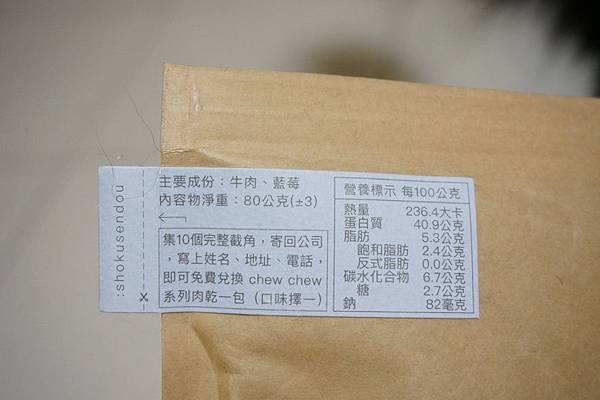 :shokusendou
主要成份：牛肉、藍莓
內容物淨重：80公克(±3)
集10個完整截角，寄回公司
，寫上姓名、地址、電話，
即可免費兌換 chew chew
系列肉乾一包（口味擇一）
營養標示 每100公克
熱量 236.4大卡
蛋白質 40.9公克
脂肪 5.3公克
飽和脂肪 2.4公克
反式脂肪 0.0公克
碳水化合物 6.7公克
糖 2.7公克
鈉 82毫克